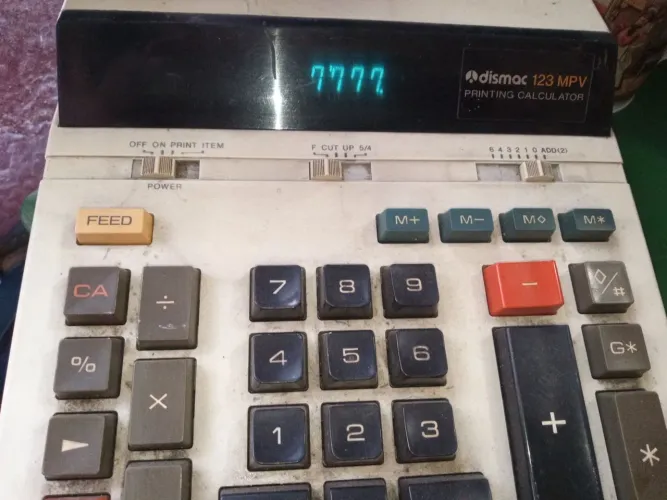 7777
dismac 123 MPV
PRINTING CALCULATOR
OFF ON PRINT ITEM
F CUT UP 5/4
6 4 3 2 1 0 ADD(2)
POWER
FEED
M+ M- M◇ M*
CA ÷ 7 8 9 - ◇/#
% 4 5 6 G*
× 1 2 3 + *